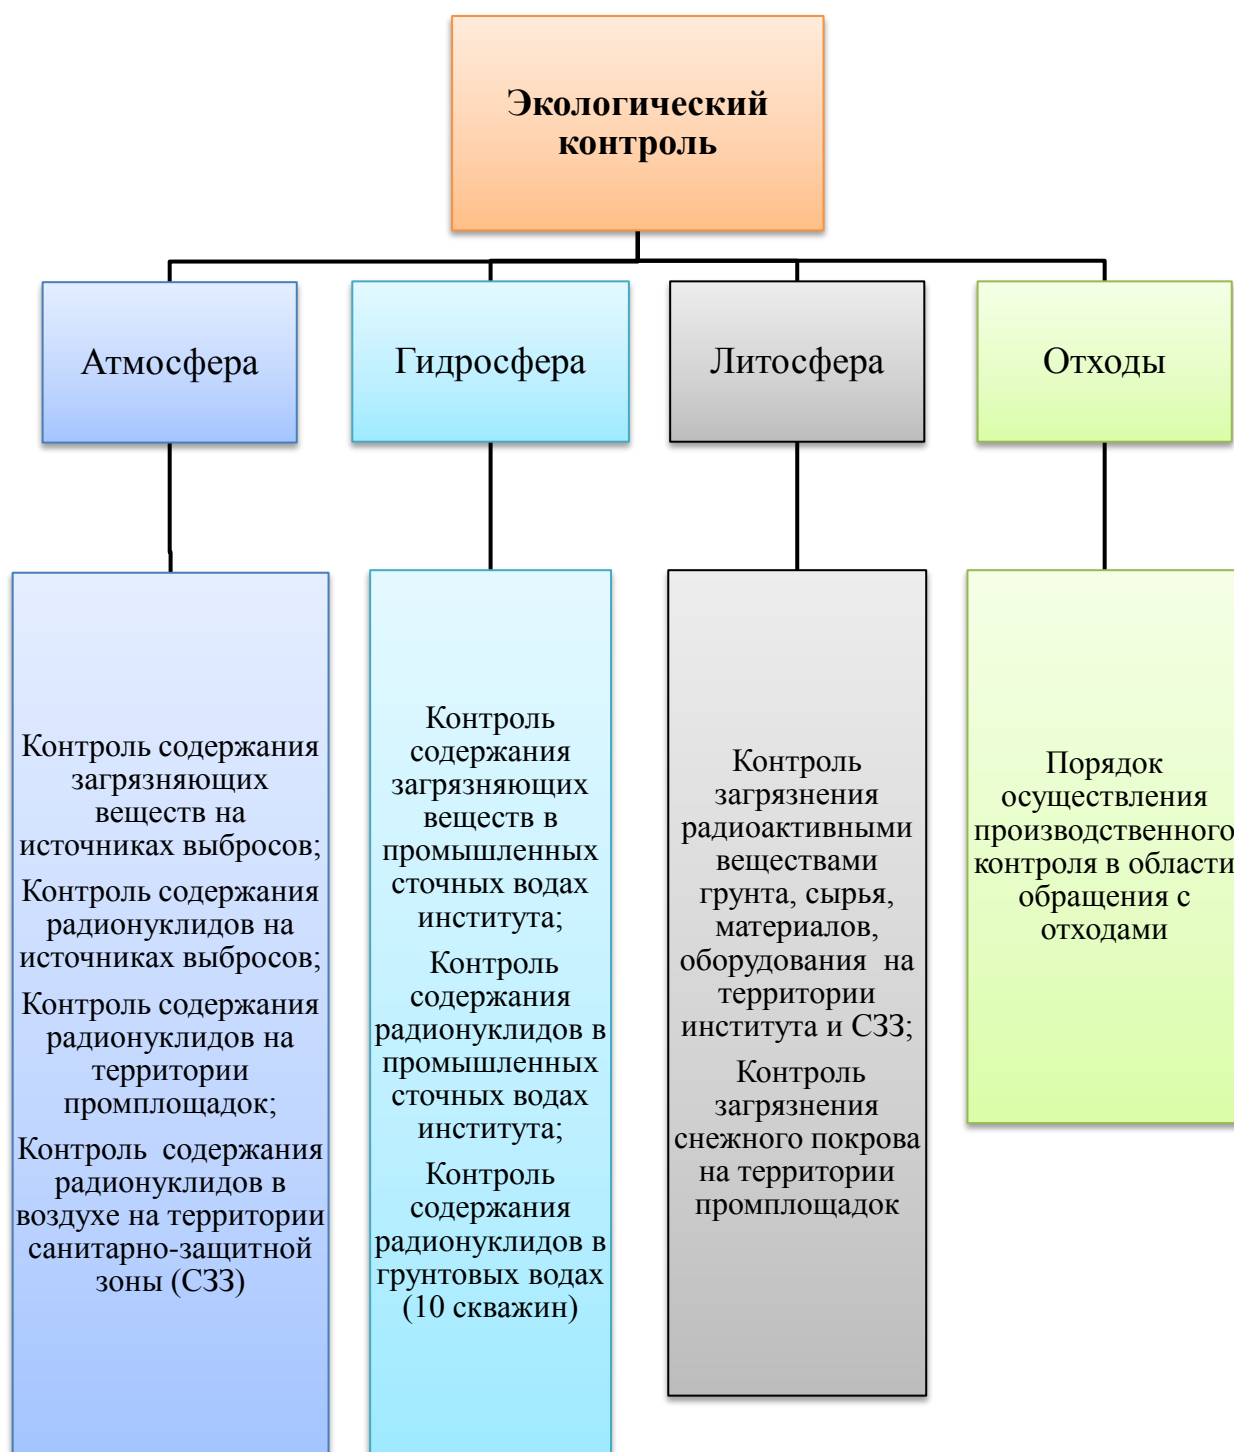 Экологический
контроль
Атмосфера
Гидросфера
Литосфера
Отходы
Контроль содержания
загрязняющих
веществ на
источниках выбросов;
Контроль содержания
радионуклидов на
источниках выбросов;
Контроль содержания
радионуклидов на
территории
промплощадок;
Контроль содержания
радионуклидов в
воздухе на территории
санитарно-защитной
зоны (СЗЗ)
Контроль
содержания
загрязняющих
веществ в
промышленных
сточных водах
института;
Контроль
содержания
радионуклидов в
промышленных
сточных водах
института;
Контроль
содержания
радионуклидов в
грунтовых водах
(10 скважин)
Контроль
загрязнения
радиоактивными
веществами
грунта, сырья,
материалов,
оборудования на
территории
института и СЗЗ;
Контроль
загрязнения
снежного покрова
на территории
промплощадок
Порядок
осуществления
производственного
контроля в области
обращения с
отходами